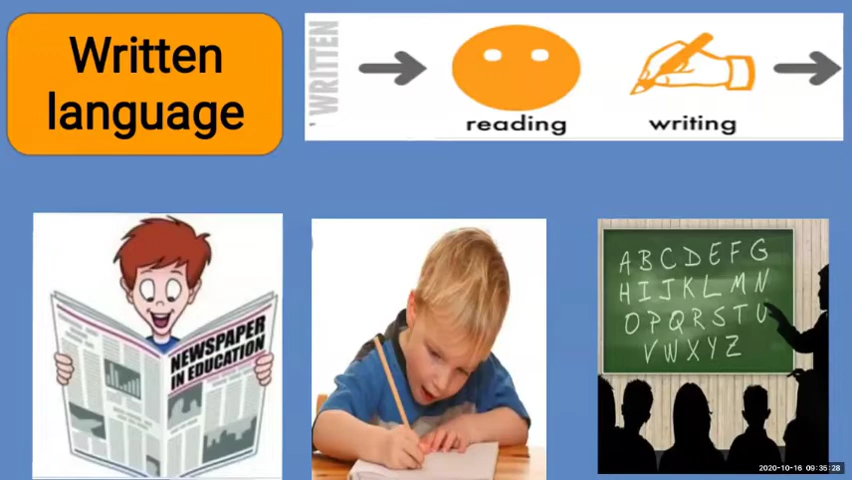 Written
language
WRITTEN
reading
writing
NEWSPAPER
IN EDUCATION
A B C D E F G
H I J K L M N
O P Q R S T U
V W X Y Z
2020-10-16 09:35:28